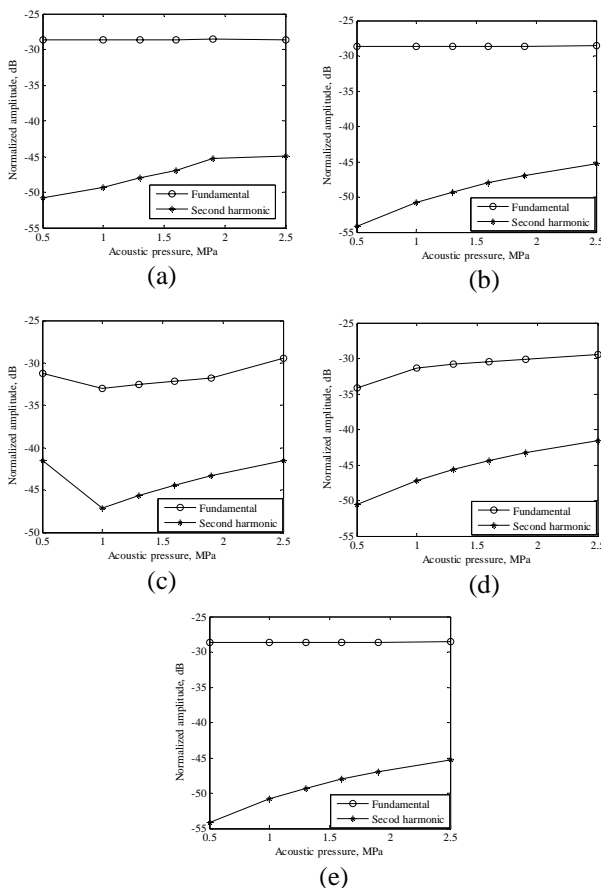 -25
-30
-35
-40
-45
-50
-55
Normalized amplitude, dB
Fundamental
Second harmonic
0.5 1 1.5 2 2.5
Acoustic pressure, MPa
(a)
-25
-30
-35
-40
-45
-50
-55
Normalized amplitude, dB
Fundamental
Second harmonic
0.5 1 1.5 2 2.5
Acoustic pressure, MPa
(b)
-25
-30
-35
-40
-45
-50
Normalized amplitude, dB
Fundamental
Second harmonic
0.5 1 1.5 2 2.5
Acoustic pressure, MPa
(c)
-25
-30
-35
-40
-45
-50
-55
Normalized amplitude, dB
Fundamental
Second harmonic
0.5 1 1.5 2 2.5
Acoustic pressure, MPa
(d)
-25
-30
-35
-40
-45
-50
-55
Normalized amplitude, dB
Fundamental
Secod harmonic
0.5 1 1.5 2 2.5
Acoustic pressure, MPa
(e)